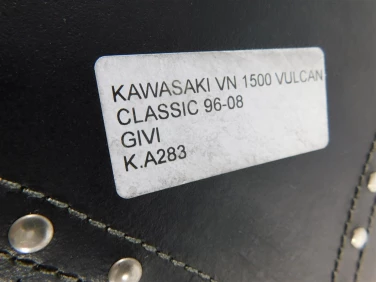 KAWASAKI VN 1500 VULCAN
CLASSIC 96-08
GIVI
K.A283